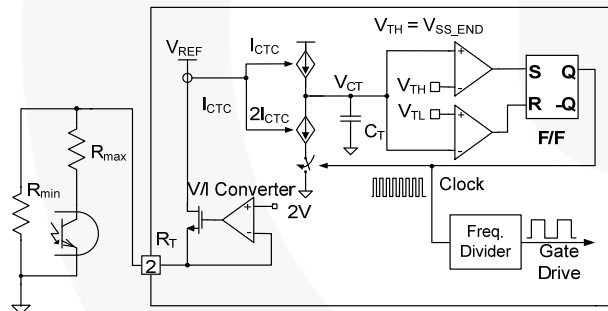 V_TH = V_SS_END
V_REF
I_CTC
I_CTC
2I_CTC
V_CT
C_T
V_TH
V_TL
+
-
+
-
S Q
R -Q
F/F
R_max
R_min
V/I Converter
+
-
2V
R_T
2
Clock
Freq.
Divider
Gate
Drive